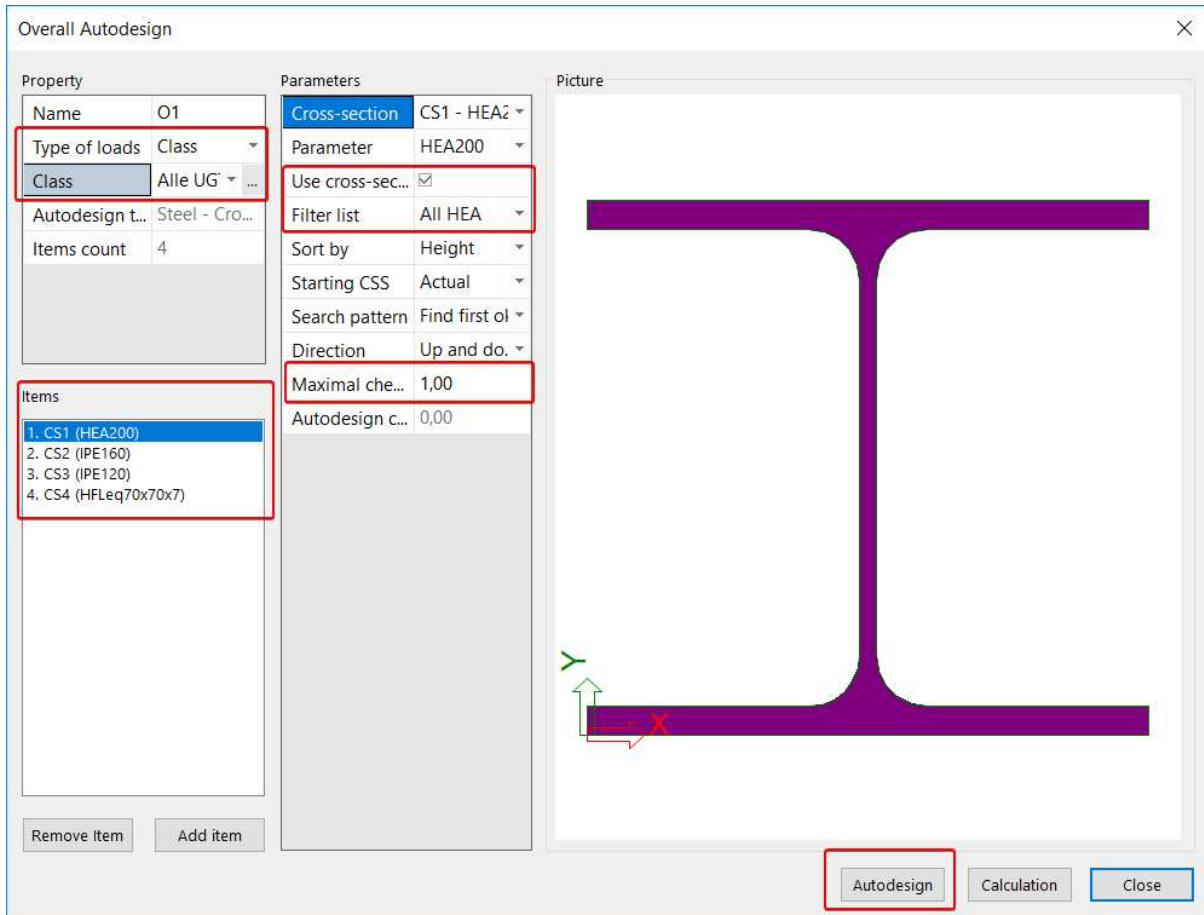 Overall Autodesign
Property
Name O1
Type of loads Class
Class Alle UG ...
Autodesign t... Steel - Cro...
Items count 4
Items
1. CS1 (HEA200)
2. CS2 (IPE160)
3. CS3 (IPE120)
4. CS4 (HFLeq70x70x7)
Remove Item Add item
Parameters
Cross-section CS1 - HEA2
Parameter HEA200
Use cross-sec...
Filter list All HEA
Sort by Height
Starting CSS Actual
Search pattern Find first ok
Direction Up and do.
Maximal che... 1,00
Autodesign c... 0,00
Picture
Y
X
Autodesign Calculation Close